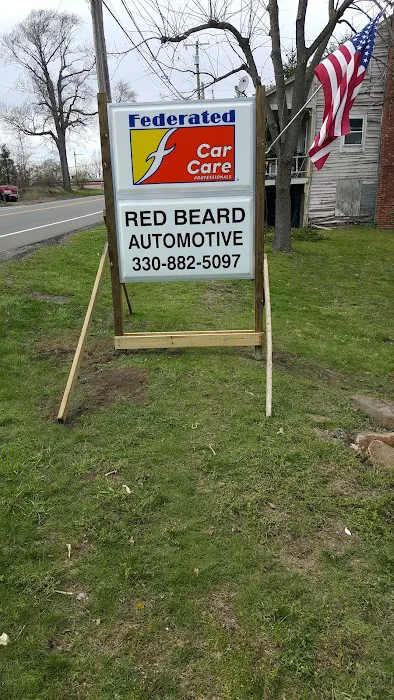 Federated
Car
Care
PROFESSIONALS
RED BEARD
AUTOMOTIVE
330-882-5097